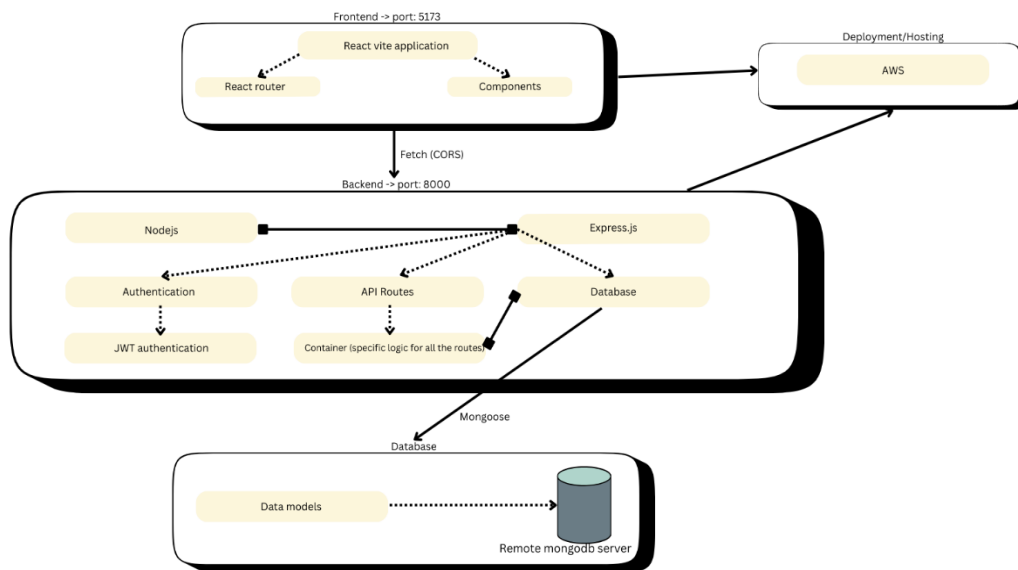 Frontend -> port: 5173
React vite application
React router
Components
Deployment/Hosting
AWS
Fetch (CORS)
Backend -> port: 8000
Nodejs
Express.js
Authentication
API Routes
Database
JWT authentication
Container (specific logic for all the routes)
Mongoose
Database
Data models
Remote mongodb server